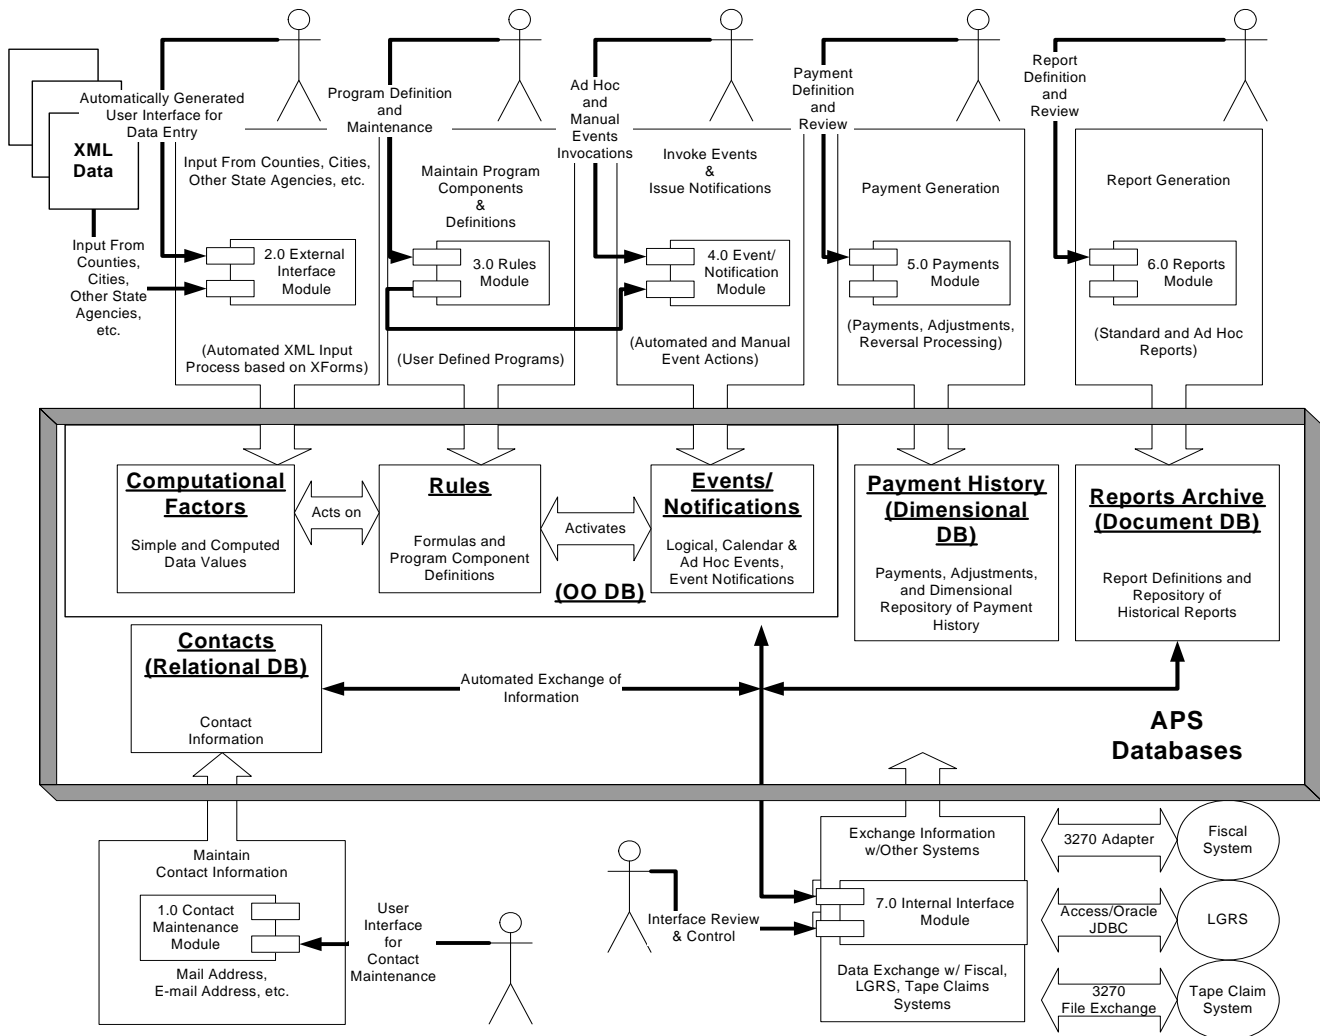 Automatically Generated
User Interface for
Data Entry
XML
Data
Input From
Counties,
Cities,
Other State
Agencies,
etc.
Input From Counties, Cities,
Other State Agencies, etc.
2.0 External
Interface
Module
(Automated XML Input
Process based on XForms)
Program Definition
and
Maintenance
Maintain Program
Components
&
Definitions
3.0 Rules
Module
(User Defined Programs)
Ad Hoc
and
Manual
Events
Invocations
Invoke Events
&
Issue Notifications
4.0 Event/
Notification
Module
(Automated and Manual
Event Actions)
Payment
Definition
and
Review
Payment Generation
5.0 Payments
Module
(Payments, Adjustments,
Reversal Processing)
Report
Definition
and
Review
Report Generation
6.0 Reports
Module
(Standard and Ad Hoc
Reports)
Computational
Factors
Simple and Computed
Data Values
Acts on
Rules
Formulas and
Program Component
Definitions
Activates
Events/
Notifications
Logical, Calendar &
Ad Hoc Events,
Event Notifications
(OO DB)
Payment History
(Dimensional
DB)
Payments, Adjustments,
and Dimensional
Repository of Payment
History
Reports Archive
(Document DB)
Report Definitions and
Repository of
Historical Reports
Contacts
(Relational DB)
Contact
Information
Automated Exchange of
Information
APS
Databases
Maintain
Contact Information
1.0 Contact
Maintenance
Module
Mail Address,
E-mail Address, etc.
User
Interface
for
Contact
Maintenance
Interface Review
& Control
Exchange Information
w/Other Systems
7.0 Internal Interface
Module
Data Exchange w/ Fiscal,
LGRS, Tape Claims
Systems
3270 Adapter
Fiscal
System
Access/Oracle
JDBC
LGRS
3270
File Exchange
Tape Claim
System